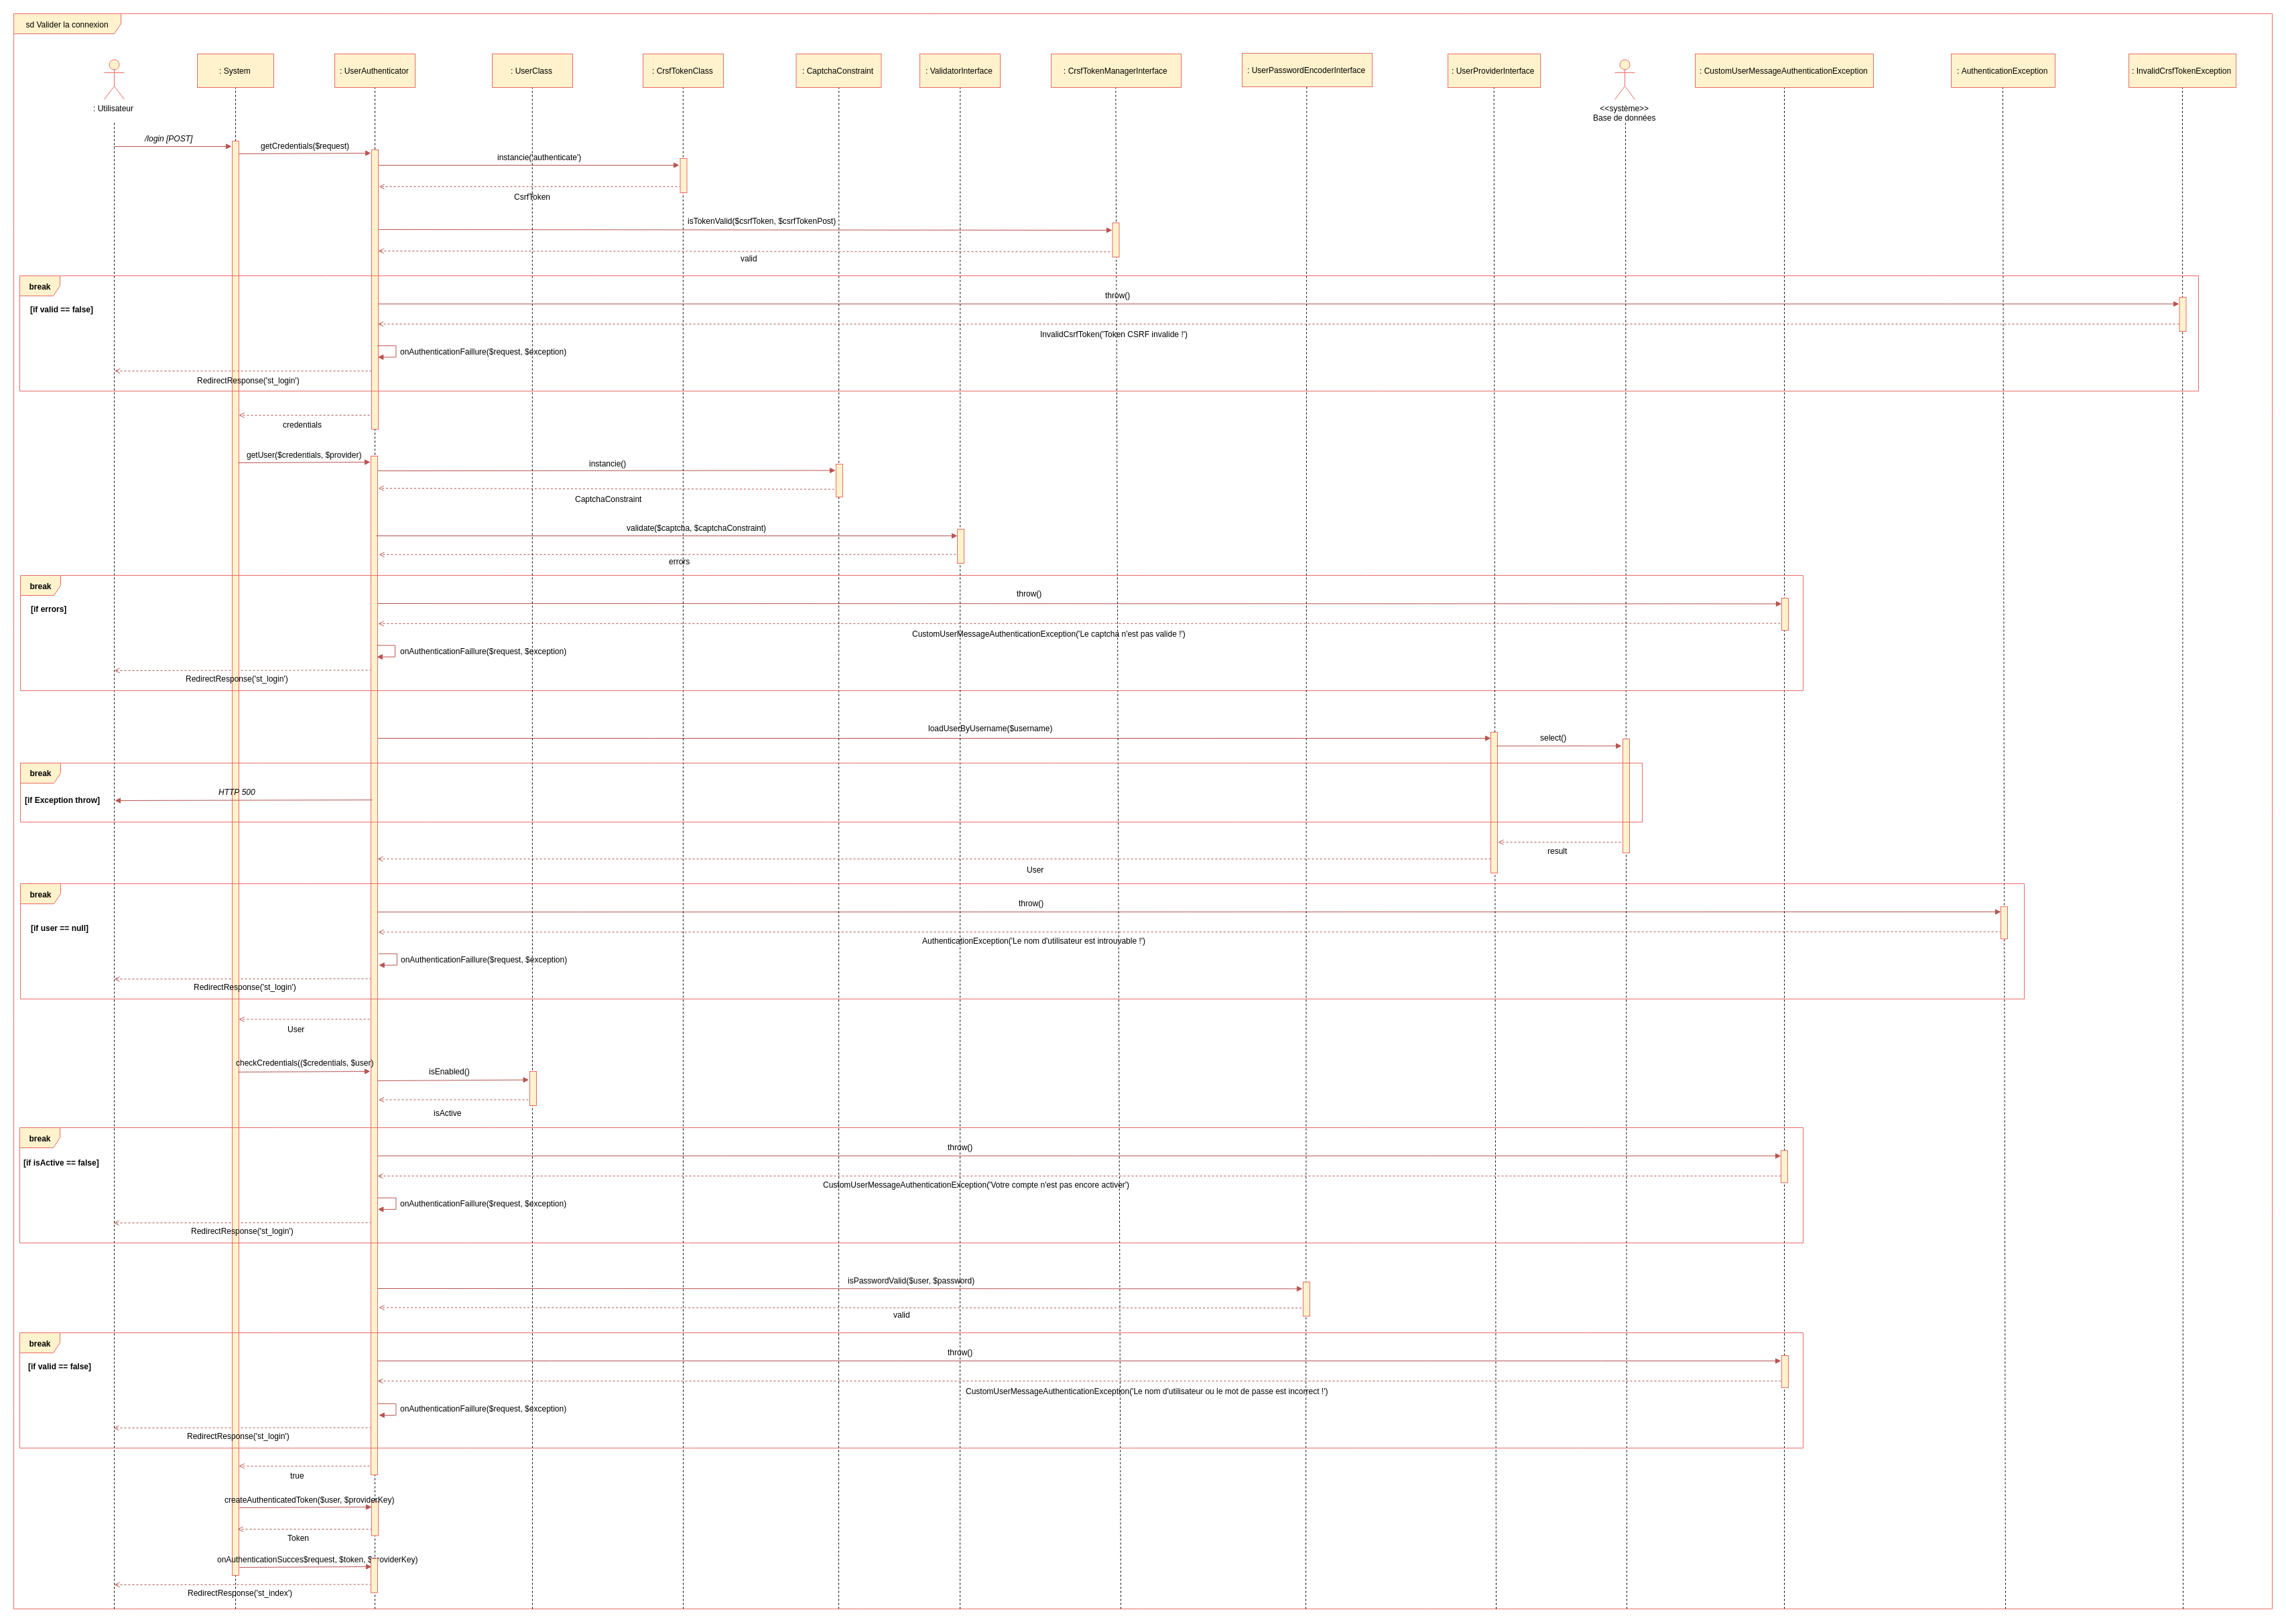 sd Valider la connexion
: Utilisateur
: System
: UserAuthenticator
: UserClass
: CrsfTokenClass
: CaptchaConstraint
: ValidatorInterface
: CrsfTokenManagerInterface
: UserPasswordEncoderInterface
: UserProviderInterface
<<système>>
Base de données
: CustomUserMessageAuthenticationException
: AuthenticationException
: InvalidCrsfTokenException
/login [POST]
getCredentials($request)
instancie('authenticate')
CsrfToken
isTokenValid($csrfToken, $csrfTokenPost)
valid
break
[if valid == false]
throw()
InvalidCsrfToken('Token CSRF invalide !')
onAuthenticationFaillure($request, $exception)
RedirectResponse('st_login')
credentials
getUser($credentials, $provider)
instancie()
CaptchaConstraint
validate($captcha, $captchaConstraint)
errors
break
[if errors]
throw()
CustomUserMessageAuthenticationException('Le captcha n'est pas valide !')
onAuthenticationFaillure($request, $exception)
RedirectResponse('st_login')
loadUserByUsername($username)
select()
break
[if Exception throw]
HTTP 500
result
User
break
[if user == null]
throw()
AuthenticationException('Le nom d'utilisateur est introuvable !')
onAuthenticationFaillure($request, $exception)
RedirectResponse('st_login')
User
checkCredentials(($credentials, $user)
isEnabled()
isActive
break
[if isActive == false]
throw()
CustomUserMessageAuthenticationException('Votre compte n'est pas encore activer')
onAuthenticationFaillure($request, $exception)
RedirectResponse('st_login')
isPasswordValid($user, $password)
valid
break
[if valid == false]
throw()
CustomUserMessageAuthenticationException('Le nom d'utilisateur ou le mot de passe est incorrect !')
onAuthenticationFaillure($request, $exception)
RedirectResponse('st_login')
true
createAuthenticatedToken($user, $providerKey)
Token
onAuthenticationSucces$request, $token, $providerKey)
RedirectResponse('st_index')